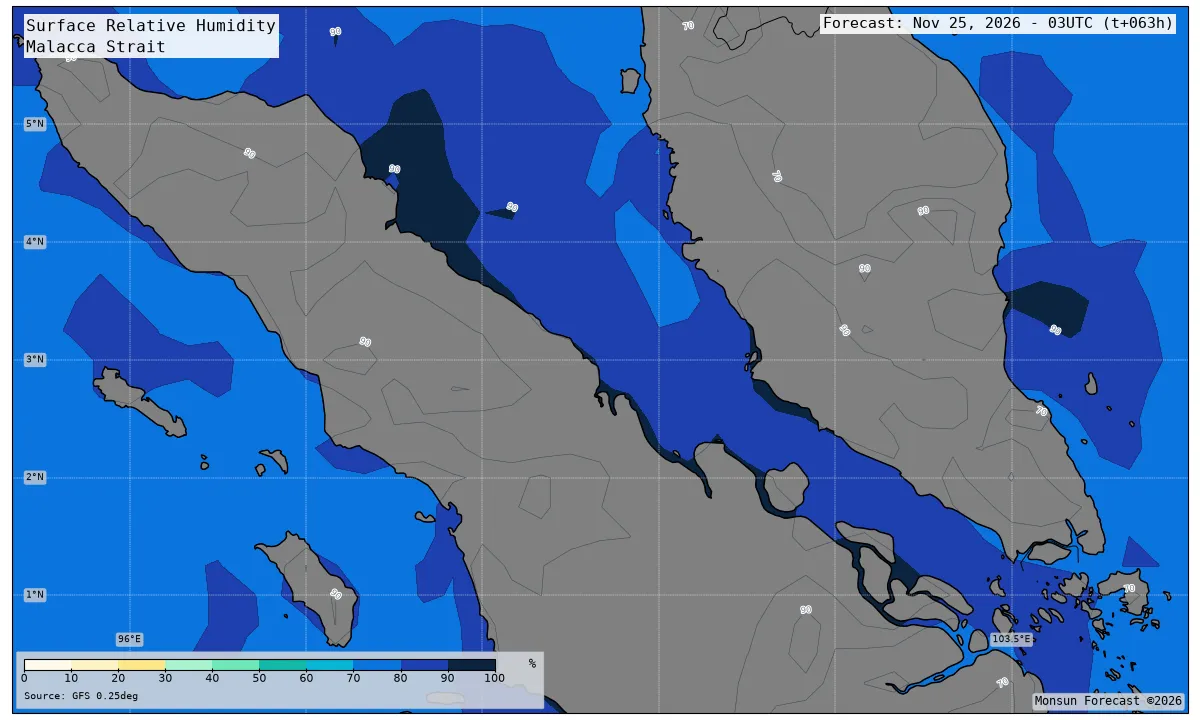 Surface Relative Humidity
Malacca Strait
Forecast: Nov 25, 2026 - 03UTC (t+063h)
90
70
90
5°N
90
90
70
90
90
4°N
90
90
90
90
3°N
70
2°N
1°N
50
90
70
96°E
103.5°E
70
%
0 10 20 30 40 50 60 70 80 90 100
Source: GFS 0.25deg
Monsun Forecast ©2026